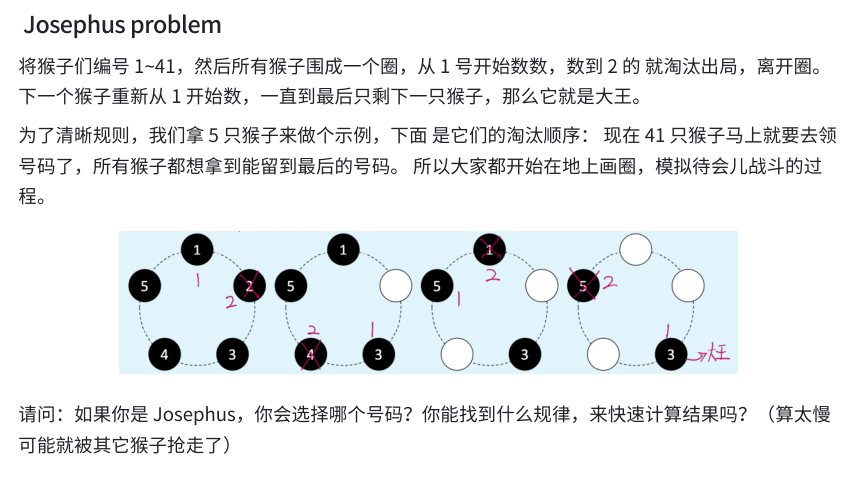 Josephus problem
将猴子们编号 1~41，然后所有猴子围成一个圈，从 1 号开始数数，数到 2 的 就淘汰出局，离开圈。
下一个猴子重新从 1 开始数，一直到最后只剩下一只猴子，那么它就是大王。
为了清晰规则，我们拿 5 只猴子来做个示例，下面 是它们的淘汰顺序： 现在 41 只猴子马上就要去领
号码了，所有猴子都想拿到能留到最后的号码。 所以大家都开始在地上画圈，模拟待会儿战斗的过
程。
1 1 1
5 1 2 5 5 2 5 2
2 2 1 1 1
4 3 4 3 3 3 大王
请问：如果你是 Josephus，你会选择哪个号码？你能找到什么规律，来快速计算结果吗？（算太慢
可能就被其它猴子抢走了）